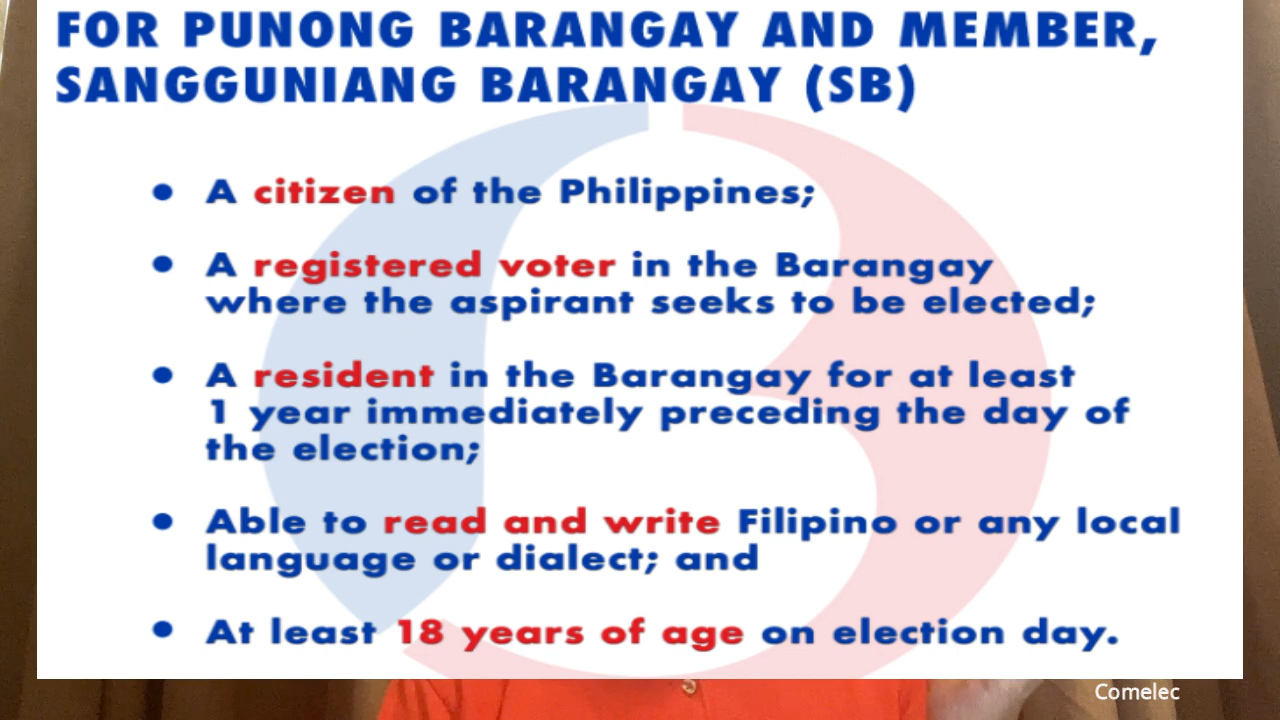 FOR PUNONG BARANGAY AND MEMBER,
SANGGUNIANG BARANGAY (SB)
• A citizen of the Philippines;
• A registered voter in the Barangay
where the aspirant seeks to be elected;
• A resident in the Barangay for at least
1 year immediately preceding the day of
the election;
• Able to read and write Filipino or any local
language or dialect; and
• At least 18 years of age on election day.
Comelec